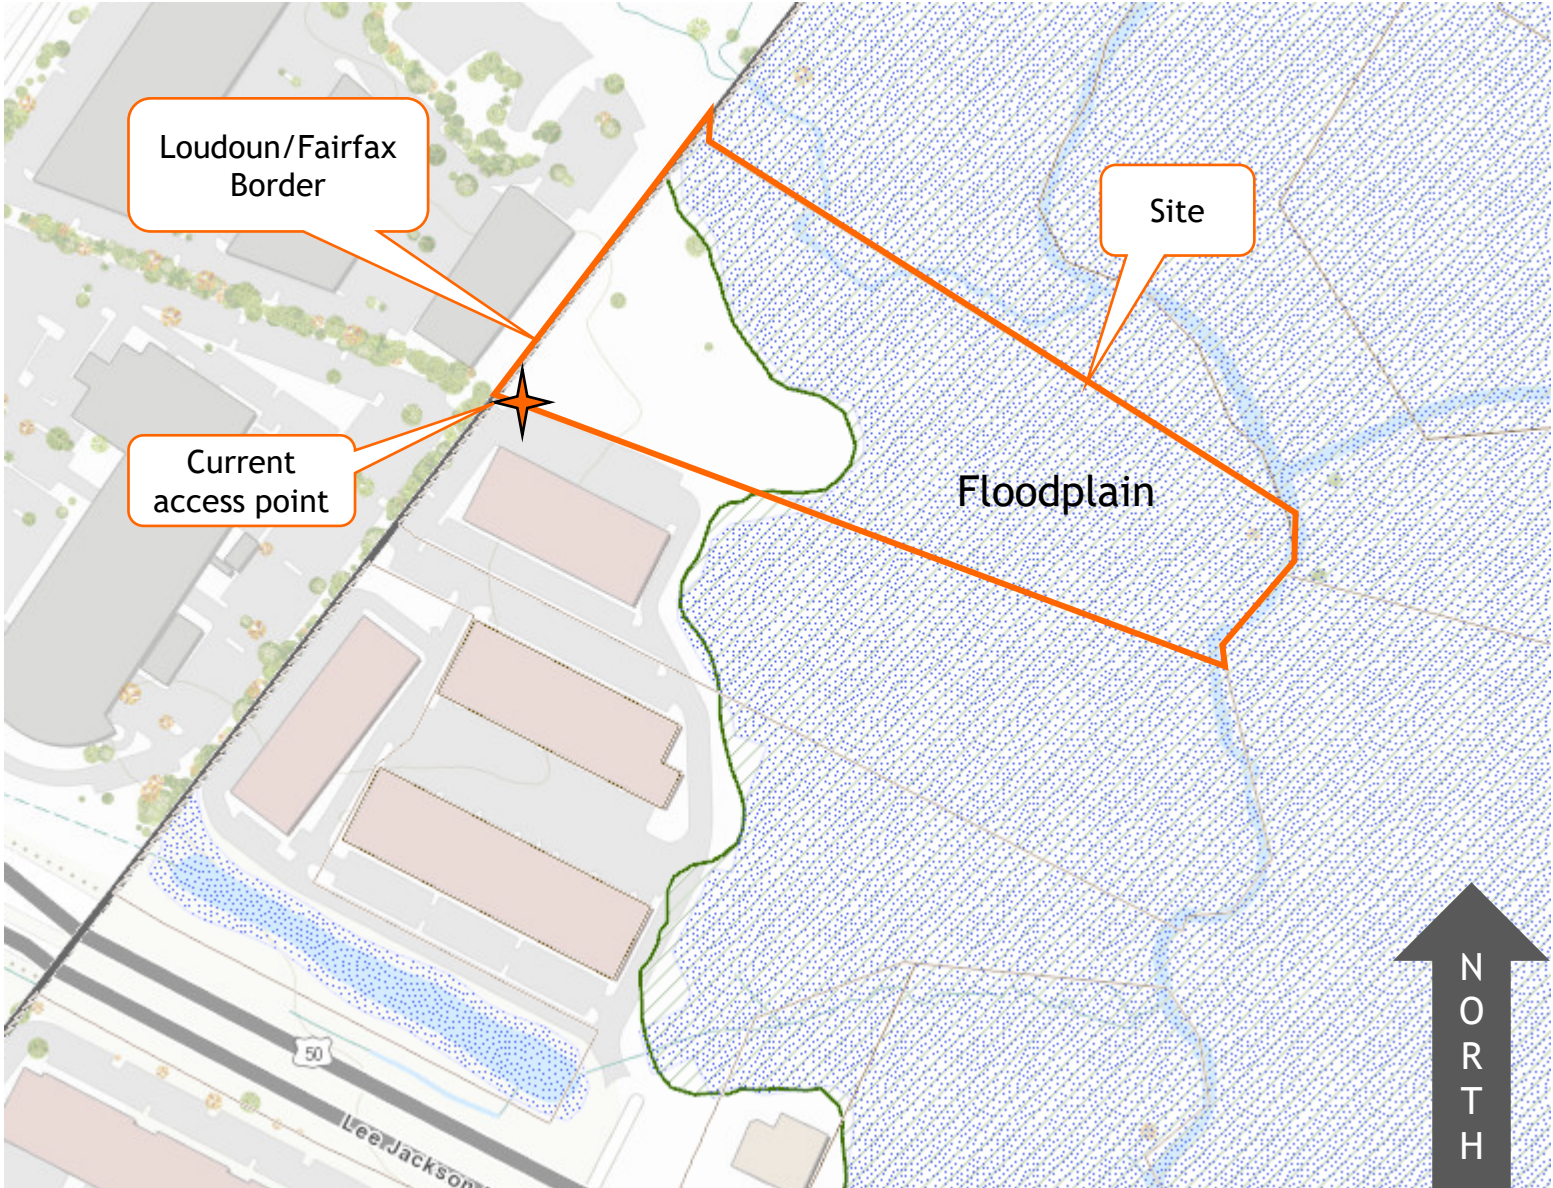 Loudoun/Fairfax
Border
Site
Current
access point
Floodplain
50
Lee Jackson
N
O
R
T
H